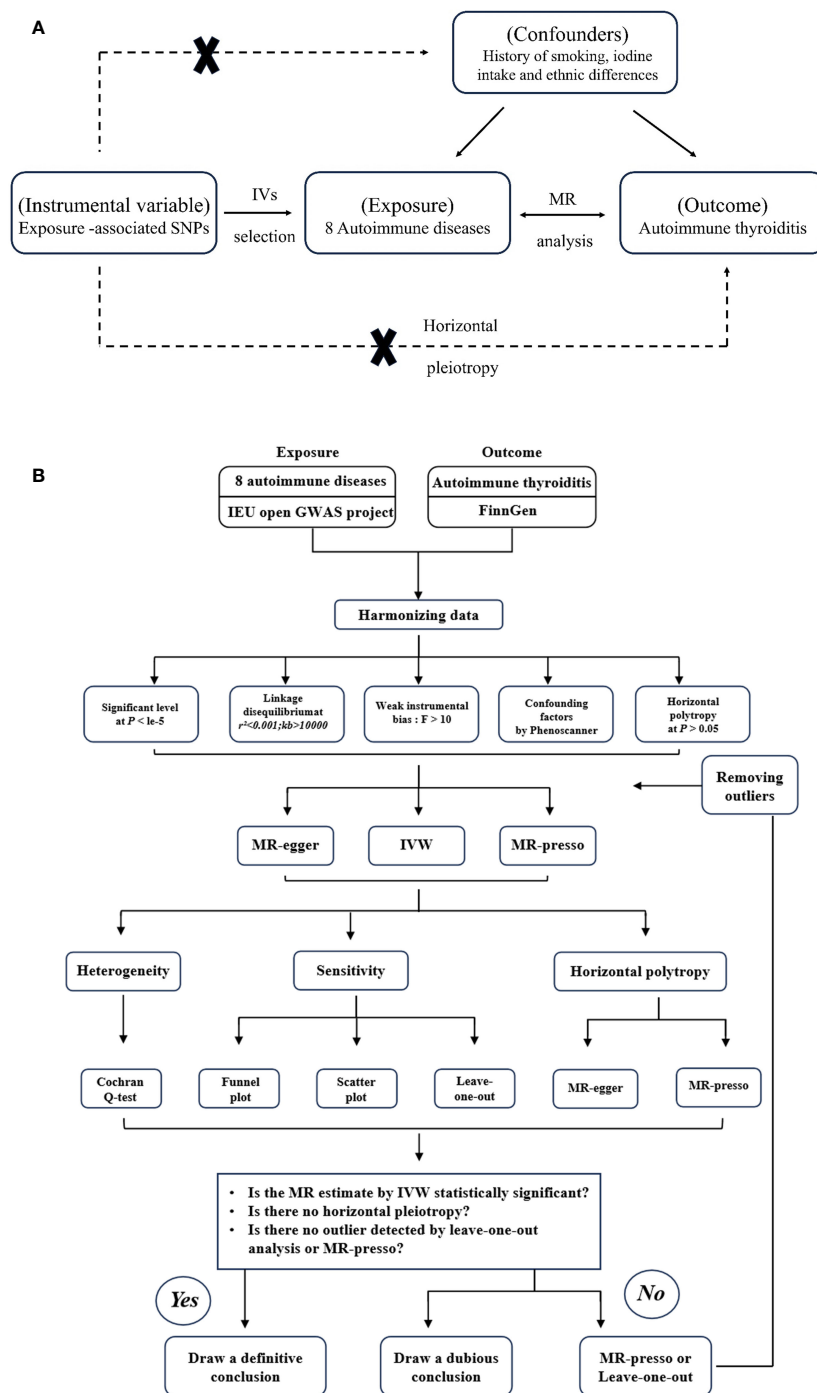 A
(Confounders)
History of smoking, iodine
intake and ethnic differences
(Instrumental variable)
Exposure -associated SNPs
IVs
selection
(Exposure)
8 Autoimmune diseases
MR
analysis
(Outcome)
Autoimmune thyroiditis
Horizontal
pleiotropy
B
Exposure
Outcome
8 autoimmune diseases
IEU open GWAS project
Autoimmune thyroiditis
FinnGen
Harmonizing data
Significant level
at P < le-5
Linkage
disequilibriumat
r²<0.001;kb>10000
Weak instrumental
bias : F > 10
Confounding
factors
by Phenoscanner
Horizontal
polytropy
at P > 0.05
Removing
outliers
MR-egger
IVW
MR-presso
Heterogeneity
Sensitivity
Horizontal polytropy
Cochran
Q-test
Funnel
plot
Scatter
plot
Leave-
one-out
MR-egger
MR-presso
• Is the MR estimate by IVW statistically significant?
• Is there no horizontal pleiotropy?
• Is there no outlier detected by leave-one-out
analysis or MR-presso?
Yes
No
Draw a definitive
conclusion
Draw a dubious
conclusion
MR-presso or
Leave-one-out